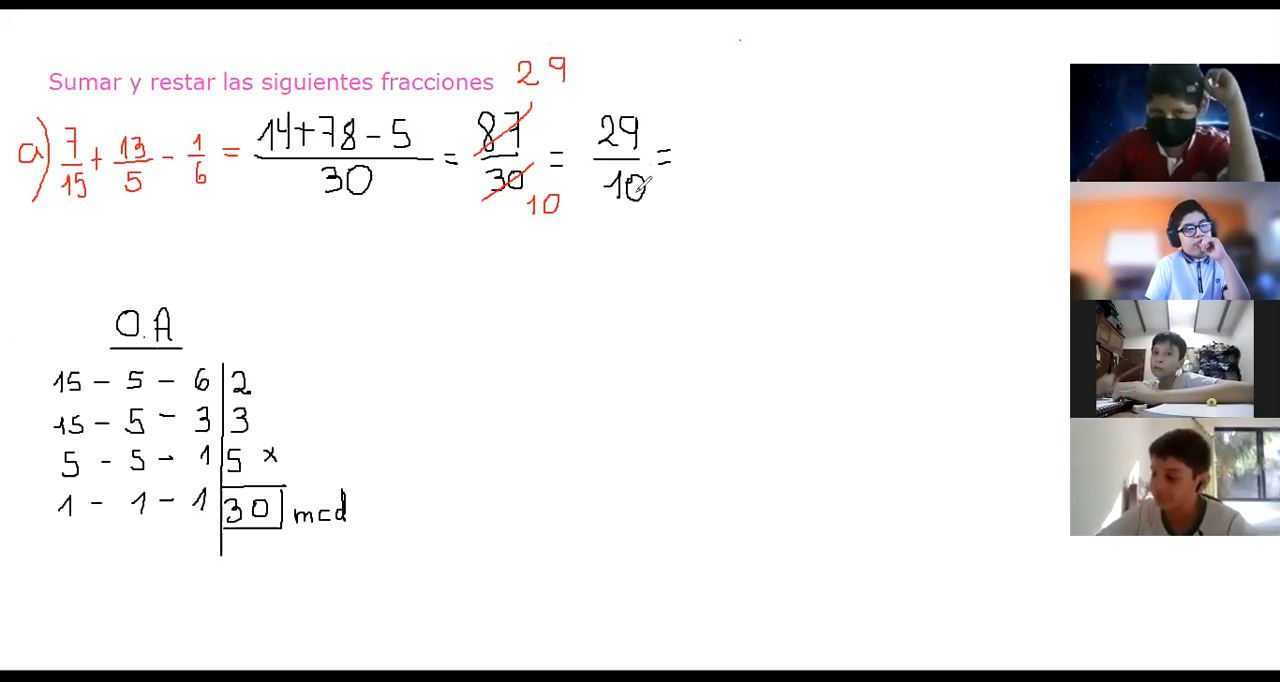 Sumar y restar las siguientes fracciones
a) 7/15 + 13/5 - 1/6 = (14+78-5)/30 = 87/30 = 29/10 =
29
10
O.A
15 - 5 - 6 | 2
15 - 5 - 3 | 3
5 - 5 - 1 | 5 x
1 - 1 - 1 | 30 mcd